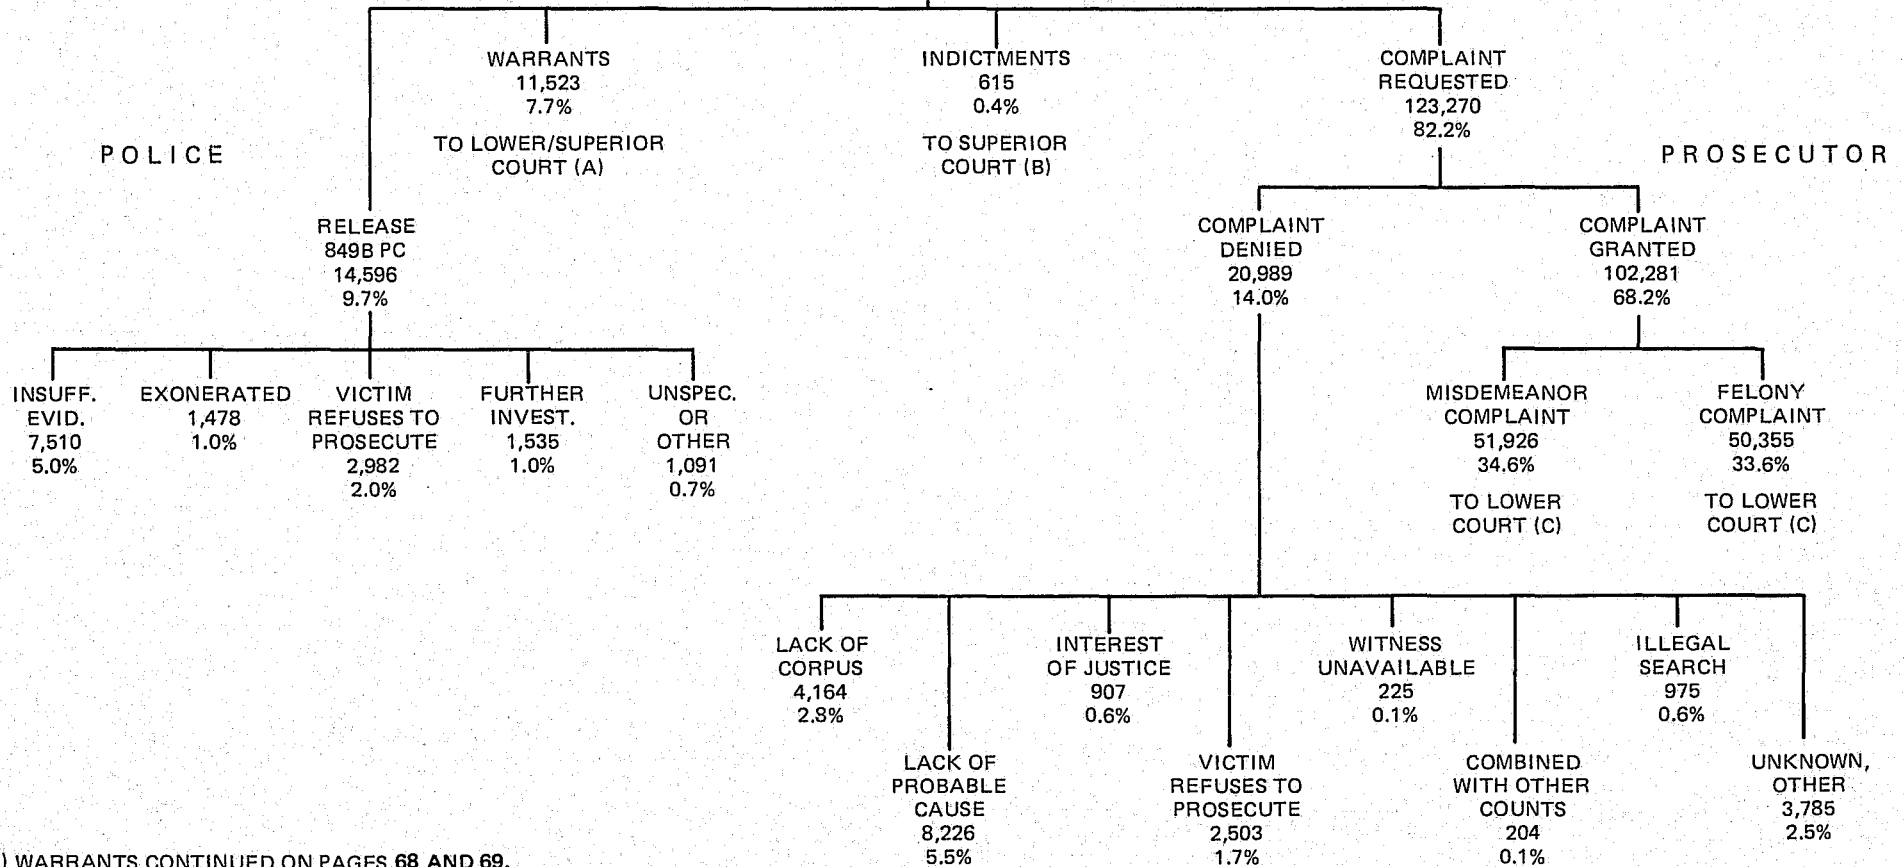 WARRANTS
11,523
7.7%
TO LOWER/SUPERIOR
COURT (A)
INDICTMENTS
615
0.4%
TO SUPERIOR
COURT (B)
COMPLAINT
REQUESTED
123,270
82.2%
POLICE
PROSECUTOR
RELEASE
849B PC
14,596
9.7%
COMPLAINT
DENIED
20,989
14.0%
COMPLAINT
GRANTED
102,281
68.2%
INSUFF.
EVID.
7,510
5.0%
EXONERATED
1,478
1.0%
VICTIM
REFUSES TO
PROSECUTE
2,982
2.0%
FURTHER
INVEST.
1,535
1.0%
UNSPEC.
OR
OTHER
1,091
0.7%
MISDEMEANOR
COMPLAINT
51,926
34.6%
TO LOWER
COURT (C)
FELONY
COMPLAINT
50,355
33.6%
TO LOWER
COURT (C)
LACK OF
CORPUS
4,164
2.8%
LACK OF
PROBABLE
CAUSE
8,226
5.5%
INTEREST
OF JUSTICE
907
0.6%
VICTIM
REFUSES TO
PROSECUTE
2,503
1.7%
WITNESS
UNAVAILABLE
225
0.1%
COMBINED
WITH OTHER
COUNTS
204
0.1%
ILLEGAL
SEARCH
975
0.6%
UNKNOWN,
OTHER
3,785
2.5%
) WARRANTS CONTINUED ON PAGES 68 AND 69.